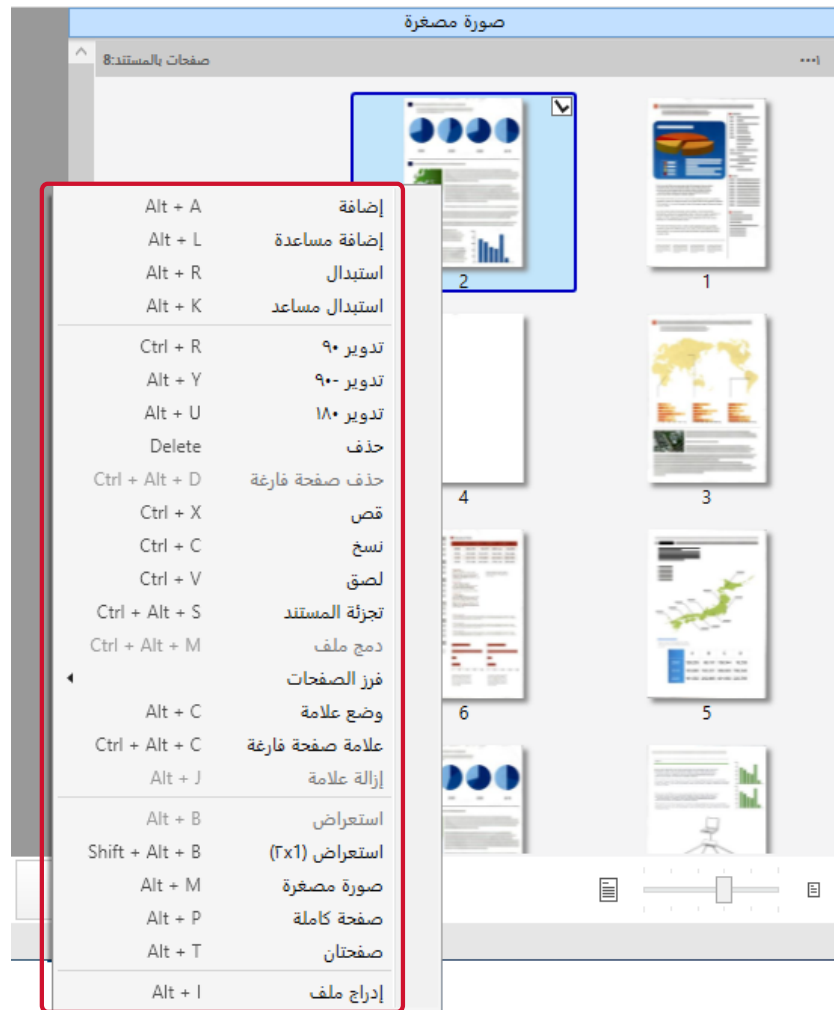 صورة مصغرة
صفحات بالمستند:8
إضافة Alt + A
إضافة مساعدة Alt + L
استبدال Alt + R
استبدال مساعد Alt + K
تدوير ٩٠ Ctrl + R
تدوير -٩٠ Alt + Y
تدوير ١٨٠ Alt + U
حذف Delete
حذف صفحة فارغة Ctrl + Alt + D
قص Ctrl + X
نسخ Ctrl + C
لصق Ctrl + V
تجزئة المستند Ctrl + Alt + S
دمج ملف Ctrl + Alt + M
فرز الصفحات
وضع علامة Alt + C
علامة صفحة فارغة Ctrl + Alt + C
إزالة علامة Alt + J
استعراض Alt + B
استعراض (٢x1) Shift + Alt + B
صورة مصغرة Alt + M
صفحة كاملة Alt + P
صفحتان Alt + T
إدراج ملف Alt + I
1
2
3
4
5
6